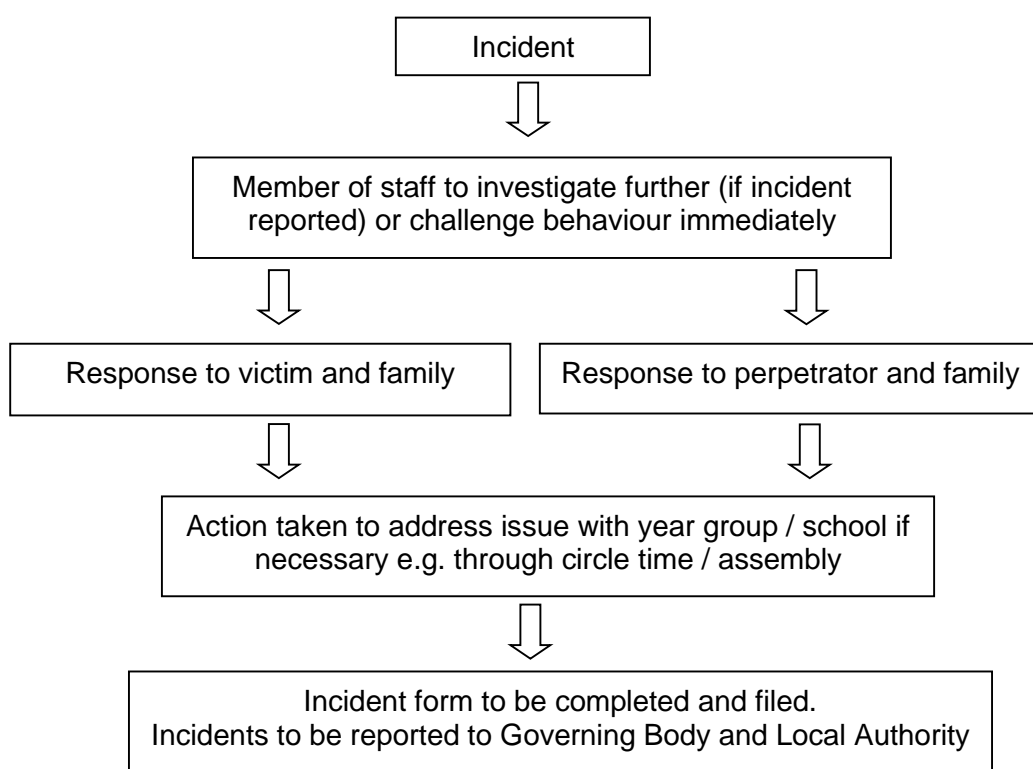 Incident
Member of staff to investigate further (if incident
reported) or challenge behaviour immediately
Response to victim and family
Response to perpetrator and family
Action taken to address issue with year group / school if
necessary e.g. through circle time / assembly
Incident form to be completed and filed.
Incidents to be reported to Governing Body and Local Authority